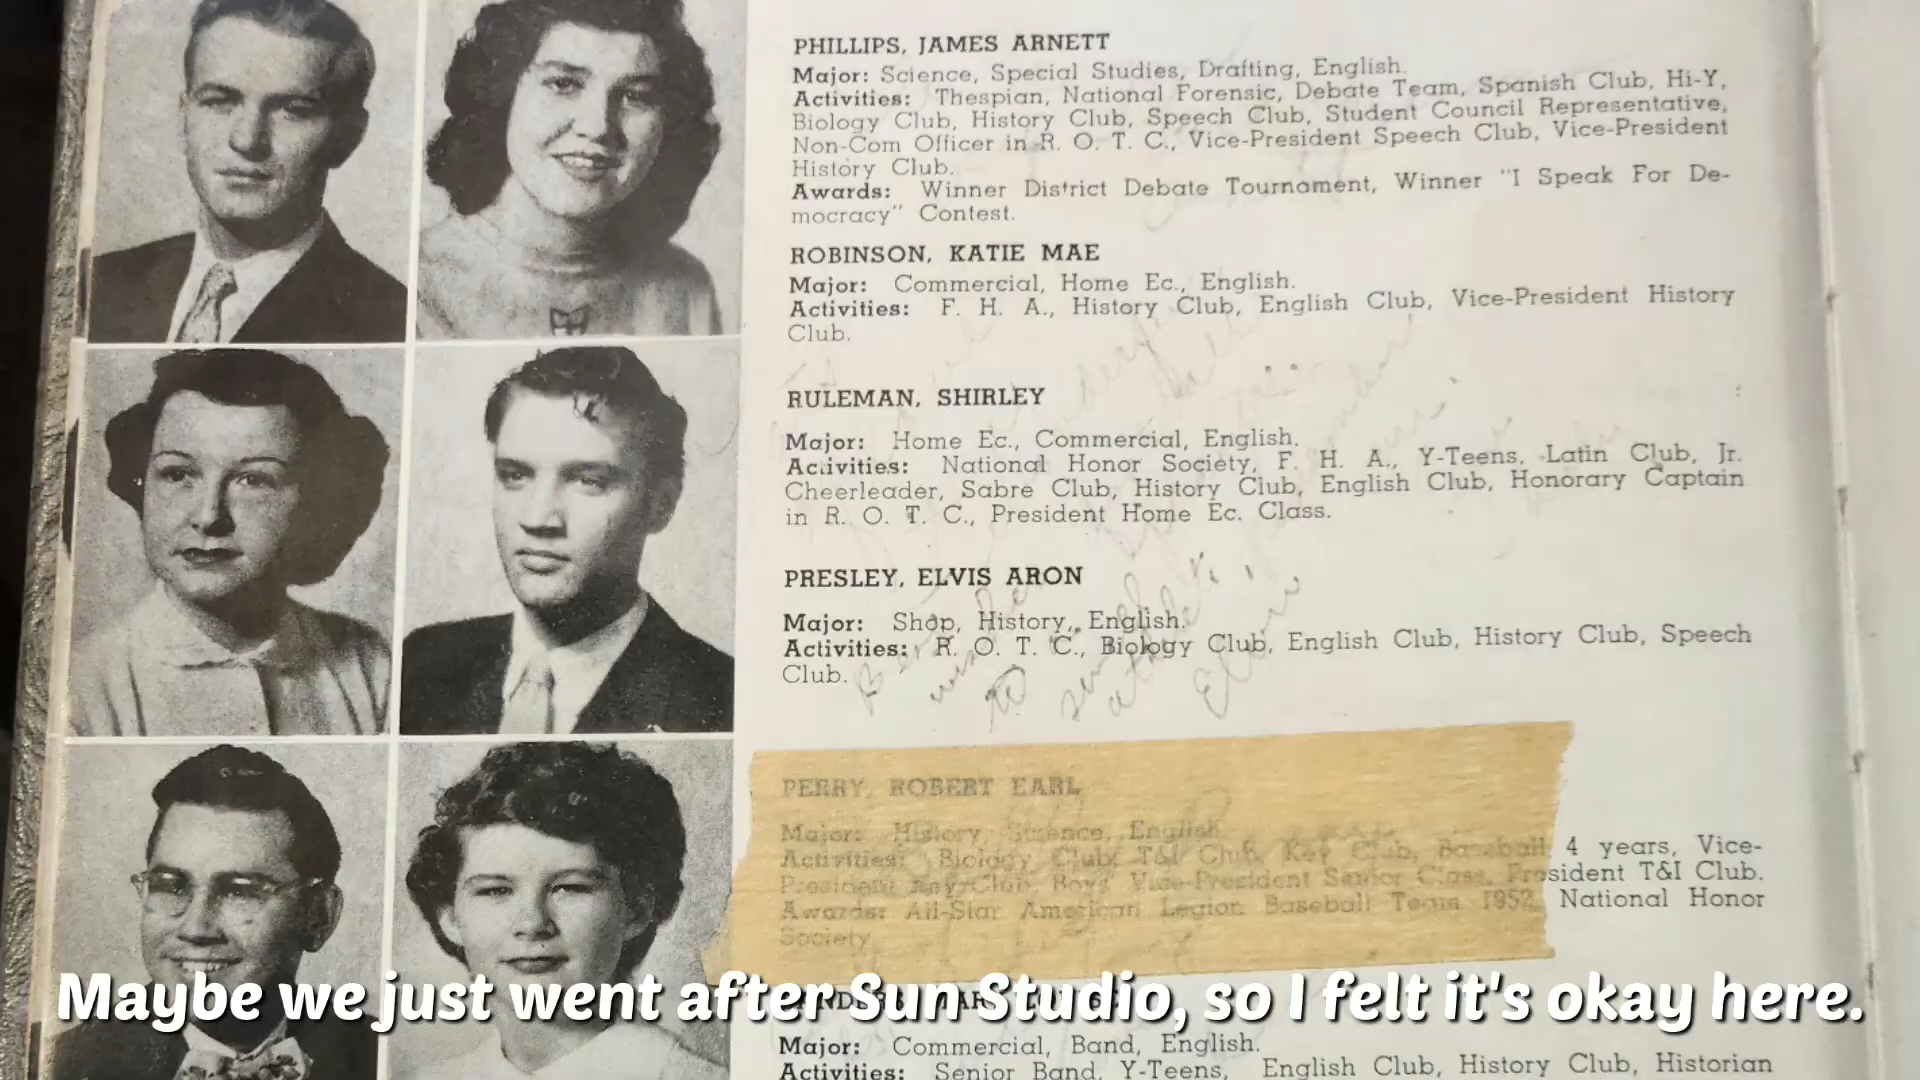 PHILLIPS, JAMES ARNETT
Major: Science, Special Studies, Drafting, English.
Activities: Thespian, National Forensic, Debate Team, Spanish Club, Hi-Y,
Biology Club, History Club, Speech Club, Student Council Representative,
Non-Com Officer in R. O. T. C., Vice-President Speech Club, Vice-President
History Club.
Awards: Winner District Debate Tournament, Winner "I Speak For De-
mocracy" Contest.
ROBINSON, KATIE MAE
Major: Commercial, Home Ec., English.
Activities: F. H. A., History Club, English Club, Vice-President History
Club.
RULEMAN, SHIRLEY
Major: Home Ec., Commercial, English.
Activities: National Honor Society, F. H. A., Y-Teens, Latin Club, Jr.
Cheerleader, Sabre Club, History Club, English Club, Honorary Captain
in R. O. T. C., President Home Ec. Class.
PRESLEY, ELVIS ARON
Major: Shop, History, English.
Activities: R. O. T. C., Biology Club, English Club, History Club, Speech
Club.
Best
to
Elvis
PERRY, ROBERT EARL
Major: History, Science, English
Activities: Biology Club, T&I Club, Key Club, Baseball 4 years, Vice-
President Key Club, Boys Vice-President Senior Class, President T&I Club.
Awards: All-Star American Legion Baseball Team 1952, National Honor
Society
Maybe we just went after Sun Studio, so I felt it's okay here.
Major: Commercial, Band, English.
Activities: Senior Band, Y-Teens, English Club, History Club, Historian